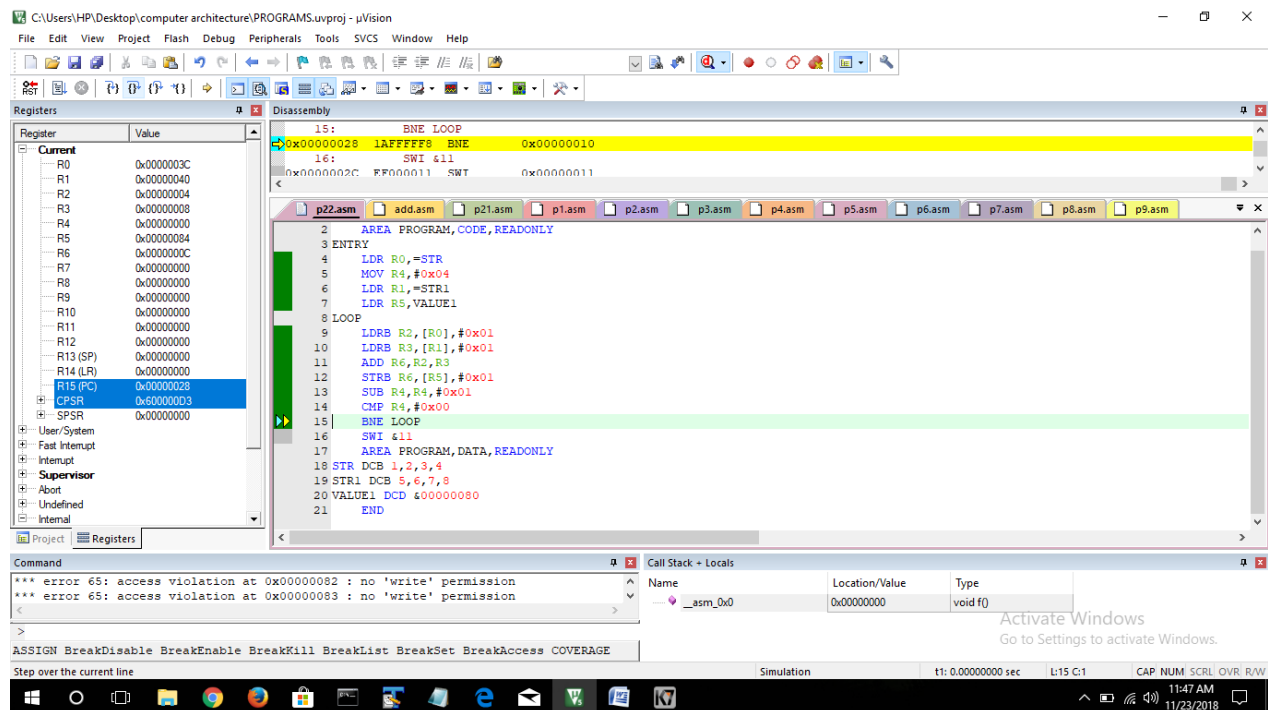 C:\Users\HP\Desktop\computer architecture\PROGRAMS.uvproj - µVision
File Edit View Project Flash Debug Peripherals Tools SVCS Window Help
Registers
Register Value
Current
R0 0x0000003C
R1 0x00000040
R2 0x00000004
R3 0x00000008
R4 0x00000000
R5 0x00000084
R6 0x0000000C
R7 0x00000000
R8 0x00000000
R9 0x00000000
R10 0x00000000
R11 0x00000000
R12 0x00000000
R13 (SP) 0x00000000
R14 (LR) 0x00000000
R15 (PC) 0x00000028
CPSR 0x600000D3
SPSR 0x00000000
User/System
Fast Interrupt
Interrupt
Supervisor
Abort
Undefined
Internal
Project Registers
Disassembly
15: BNE LOOP
0x00000028 1AFFFFF8 BNE 0x00000010
16: SWI &11
0x0000002C EF000011 SWI 0x00000011
p22.asm add.asm p21.asm p1.asm p2.asm p3.asm p4.asm p5.asm p6.asm p7.asm p8.asm p9.asm
2 AREA PROGRAM,CODE,READONLY
3 ENTRY
4 LDR R0,=STR
5 MOV R4,#0x04
6 LDR R1,=STR1
7 LDR R5,VALUE1
8 LOOP
9 LDRB R2,[R0],#0x01
10 LDRB R3,[R1],#0x01
11 ADD R6,R2,R3
12 STRB R6,[R5],#0x01
13 SUB R4,R4,#0x01
14 CMP R4,#0x00
15 BNE LOOP
16 SWI &11
17 AREA PROGRAM,DATA,READONLY
18 STR DCB 1,2,3,4
19 STR1 DCB 5,6,7,8
20 VALUE1 DCD &00000080
21 END
Command
*** error 65: access violation at 0x00000082 : no 'write' permission
*** error 65: access violation at 0x00000083 : no 'write' permission
>
ASSIGN BreakDisable BreakEnable BreakKill BreakList BreakSet BreakAccess COVERAGE
Call Stack + Locals
Name Location/Value Type
__asm_0x0 0x00000000 void f()
Activate Windows
Go to Settings to activate Windows.
Step over the current line Simulation t1: 0.00000000 sec L:15 C:1 CAP NUM SCRL OVR R/W
11:47 AM
11/23/2018